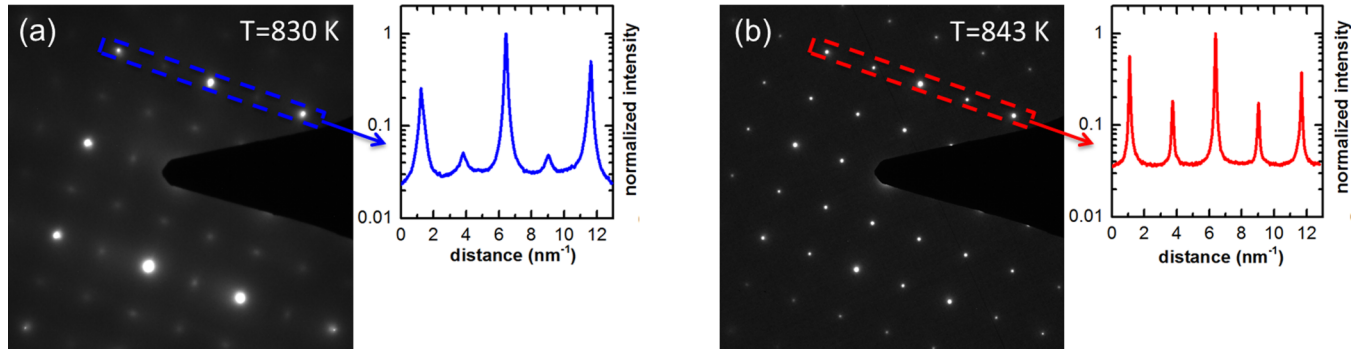 (a)
T=830 K
1
0.1
0.01
normalized intensity
0 2 4 6 8 10 12
distance (nm⁻¹)
(b)
T=843 K
1
0.1
0.01
normalized intensity
0 2 4 6 8 10 12
distance (nm⁻¹)